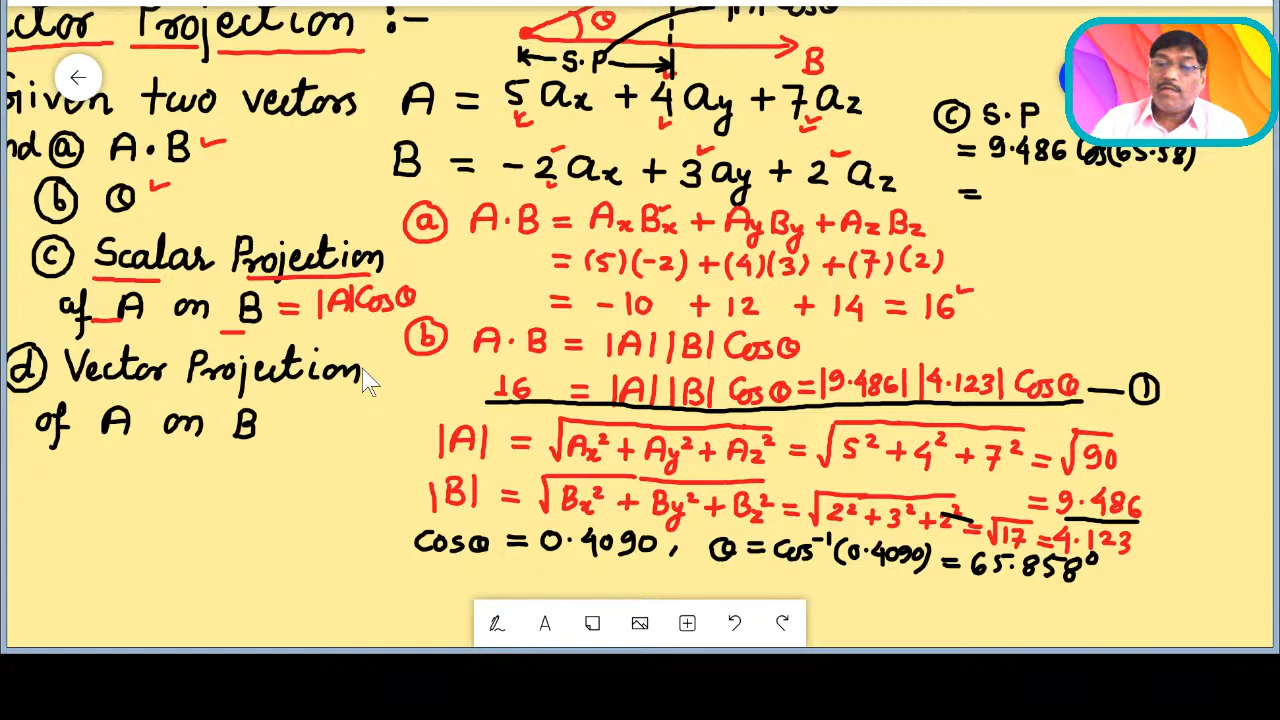 ctor Projection :-
θ
S.P
B
Given two vectors
nd ⓐ A·B
ⓑ θ
ⓒ Scalar Projection
of A on B = |A|Cosθ
ⓓ Vector Projection
of A on B
A = 5 ax + 4 ay + 7 az
B = -2 ax + 3 ay + 2 az
ⓐ A·B = AxBx + AyBy + AzBz
= (5)(-2) + (4)(3) + (7)(2)
= -10 + 12 + 14 = 16
ⓑ A·B = |A| |B| Cosθ
16 = |A| |B| Cosθ = |9.486| |4.123| Cosθ — ①
|A| = √Ax² + Ay² + Az² = √5² + 4² + 7² = √90
= 9.486
|B| = √Bx² + By² + Bz² = √2² + 3² + 2² = √17 = 4.123
cosθ = 0.4090, θ = cos⁻¹(0.4090) = 65.858°
ⓒ S.P
= 9.486 Cos(65.58)
=
A